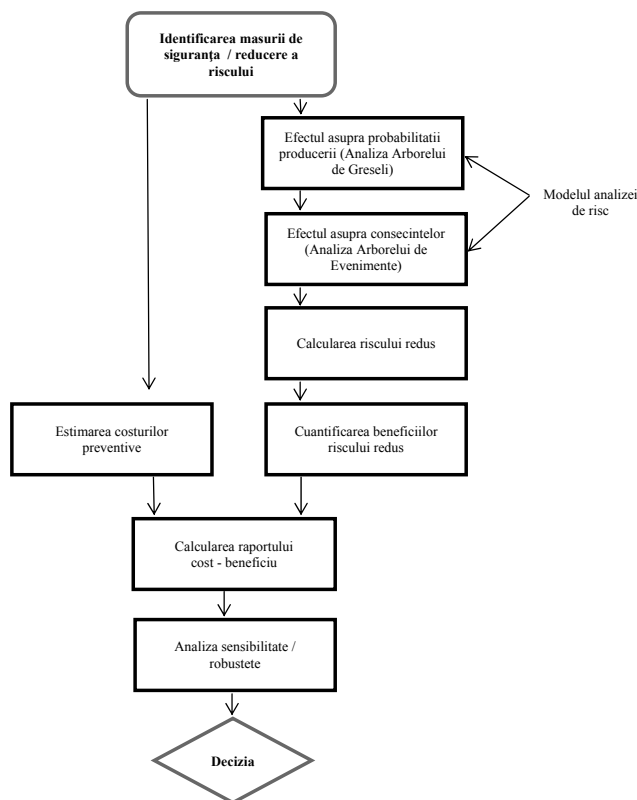 Identificarea masurii de
siguranța / reducere a
riscului
Efectul asupra probabilitatii
producerii (Analiza Arborelui
de Greseli)
Modelul analizei
de risc
Efectul asupra consecintelor
(Analiza Arborelui de
Evenimente)
Calcularea riscului redus
Estimarea costurilor
preventive
Cuantificarea beneficiilor
riscului redus
Calcularea raportului
cost - beneficiu
Analiza sensibilitate /
robustete
Decizia